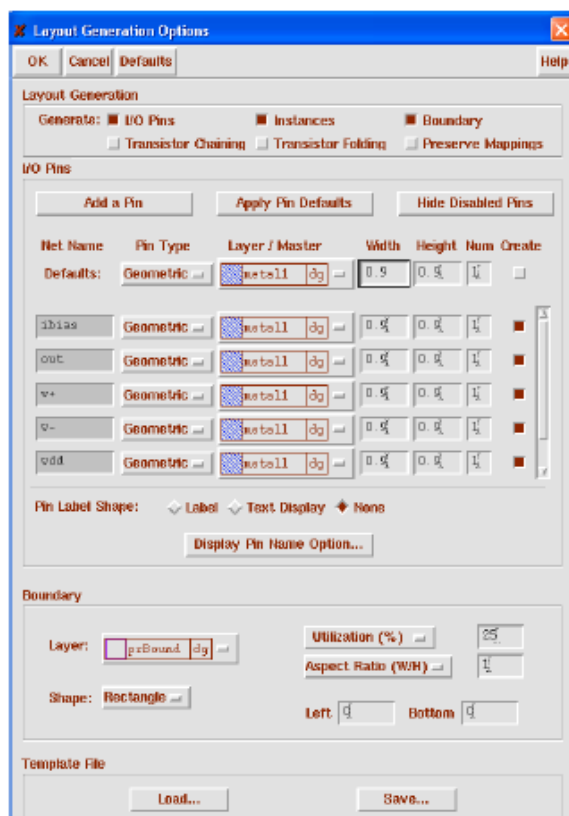 Layout Generation Options
OK Cancel Defaults Help
Layout Generation
Generate: I/O Pins Instances Boundary
Transistor Chaining Transistor Folding Preserve Mappings
I/O Pins
Add a Pin Apply Pin Defaults Hide Disabled Pins
Net Name Pin Type Layer / Master Width Height Num Create
Defaults: Geometric metal1 dg 0.9 0.9 1
ibias Geometric metal1 dg 0.9 0.9 1
out Geometric metal1 dg 0.9 0.9 1
v+ Geometric metal1 dg 0.9 0.9 1
v- Geometric metal1 dg 0.9 0.9 1
vdd Geometric metal1 dg 0.9 0.9 1
Pin Label Shape: Label Text Display None
Display Pin Name Option...
Boundary
Layer: prBound dg Utilization (%) 25
Aspect Ratio (W/H) 1
Shape: Rectangle Left 0 Bottom 0
Template File
Load... Save...